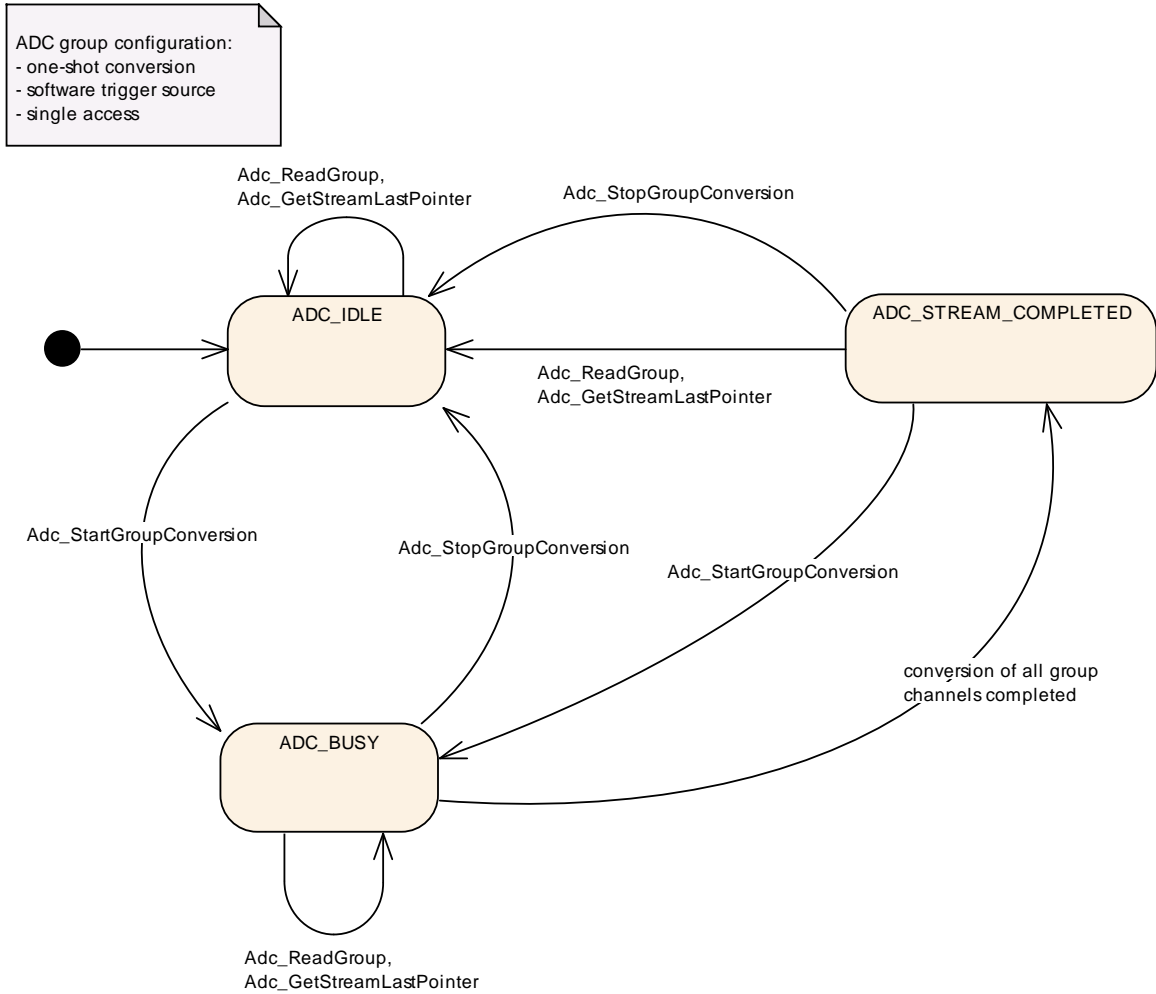 ADC group configuration:
- one-shot conversion
- software trigger source
- single access
Adc_ReadGroup,
Adc_GetStreamLastPointer
Adc_StopGroupConversion
ADC_IDLE
ADC_STREAM_COMPLETED
Adc_ReadGroup,
Adc_GetStreamLastPointer
Adc_StartGroupConversion
Adc_StopGroupConversion
Adc_StartGroupConversion
conversion of all group
channels completed
ADC_BUSY
Adc_ReadGroup,
Adc_GetStreamLastPointer